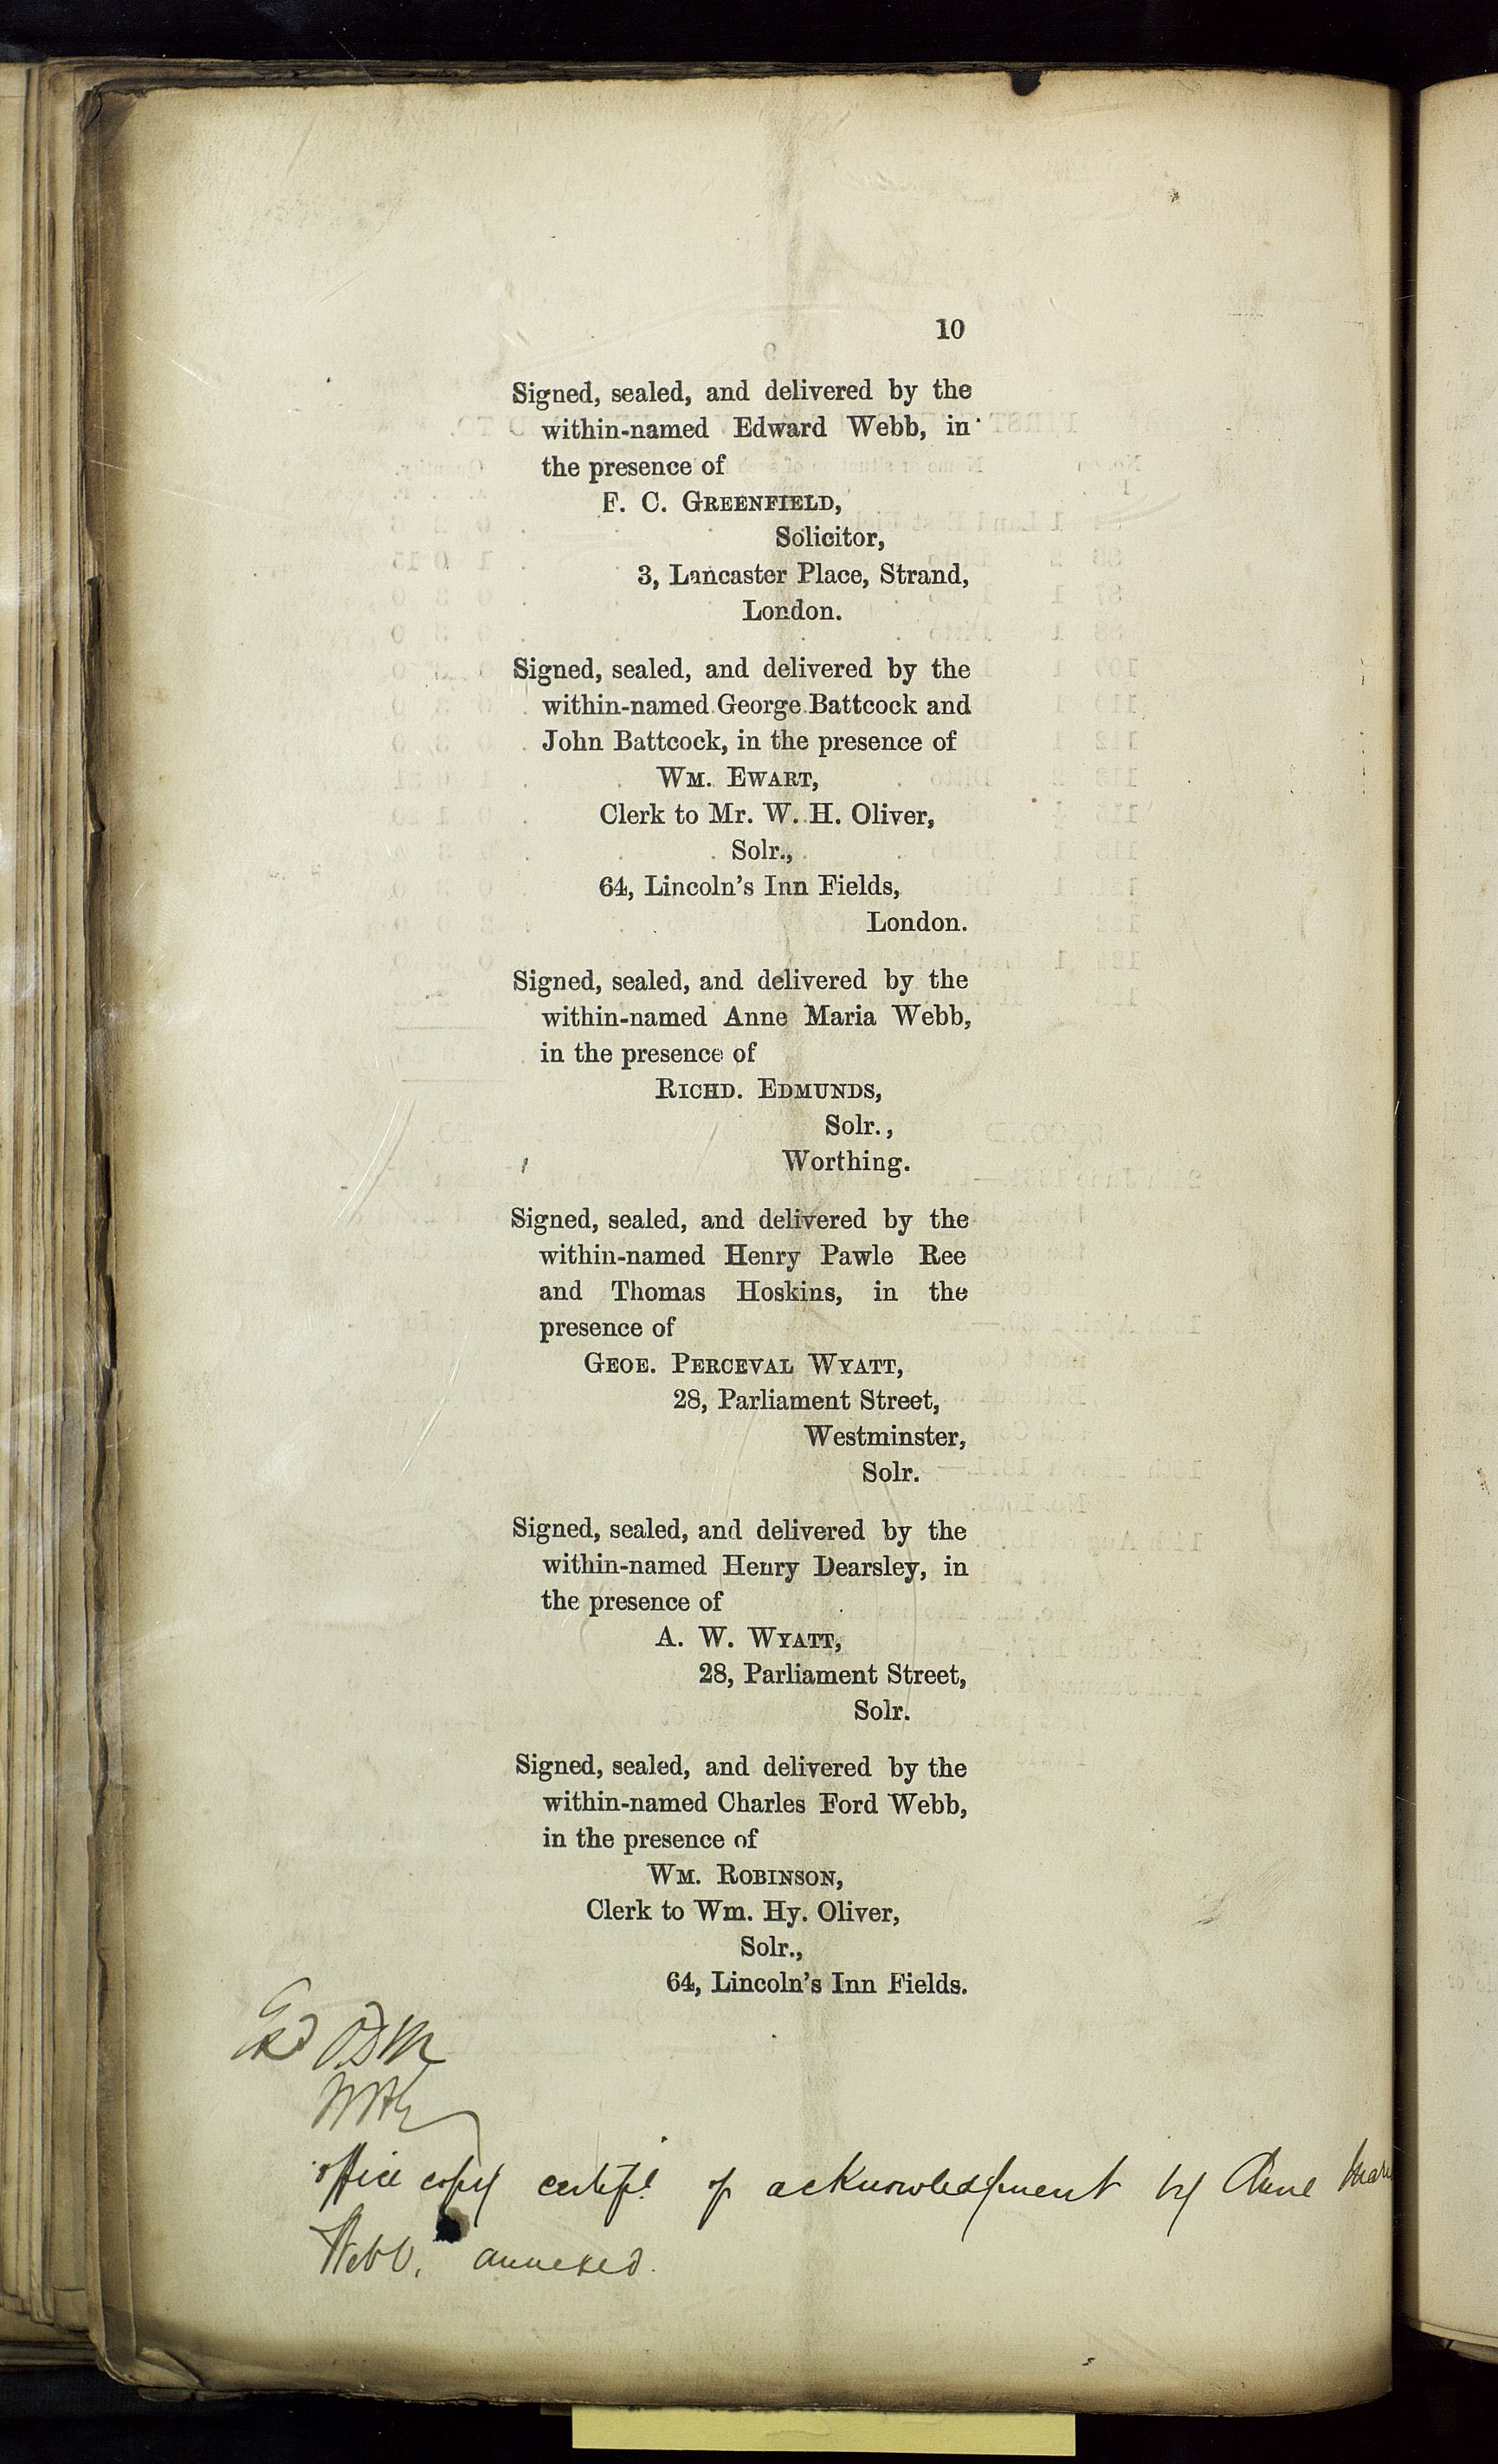 10
Signed, sealed, and delivered by the
within-named Edward Webb, in
the presence of
F. C. GREENFIELD,
Solicitor,
3, Lancaster Place, Strand,
London.
Signed, sealed, and delivered by the
within-named George Battcock and
John Battcock, in the presence of
WM. EWART,
Clerk to Mr. W. H. Oliver,
Solr.,
64, Lincoln's Inn Fields,
London.
Signed, sealed, and delivered by the
within-named Anne Maria Webb,
in the presence of
RICHD. EDMUNDS,
Solr.,
Worthing.
Signed, sealed, and delivered by the
within-named Henry Pawle Ree
and Thomas Hoskins, in the
presence of
GEOE. PERCEVAL WYATT,
28, Parliament Street,
Westminster,
Solr.
Signed, sealed, and delivered by the
within-named Henry Dearsley, in
the presence of
A. W. WYATT,
28, Parliament Street,
Solr.
Signed, sealed, and delivered by the
within-named Charles Ford Webb,
in the presence of
WM. ROBINSON,
Clerk to Wm. Hy. Oliver,
Solr.,
64, Lincoln's Inn Fields.
Exd
office copy certife of acknowledgment by Anne Mari
Webb, annexed.